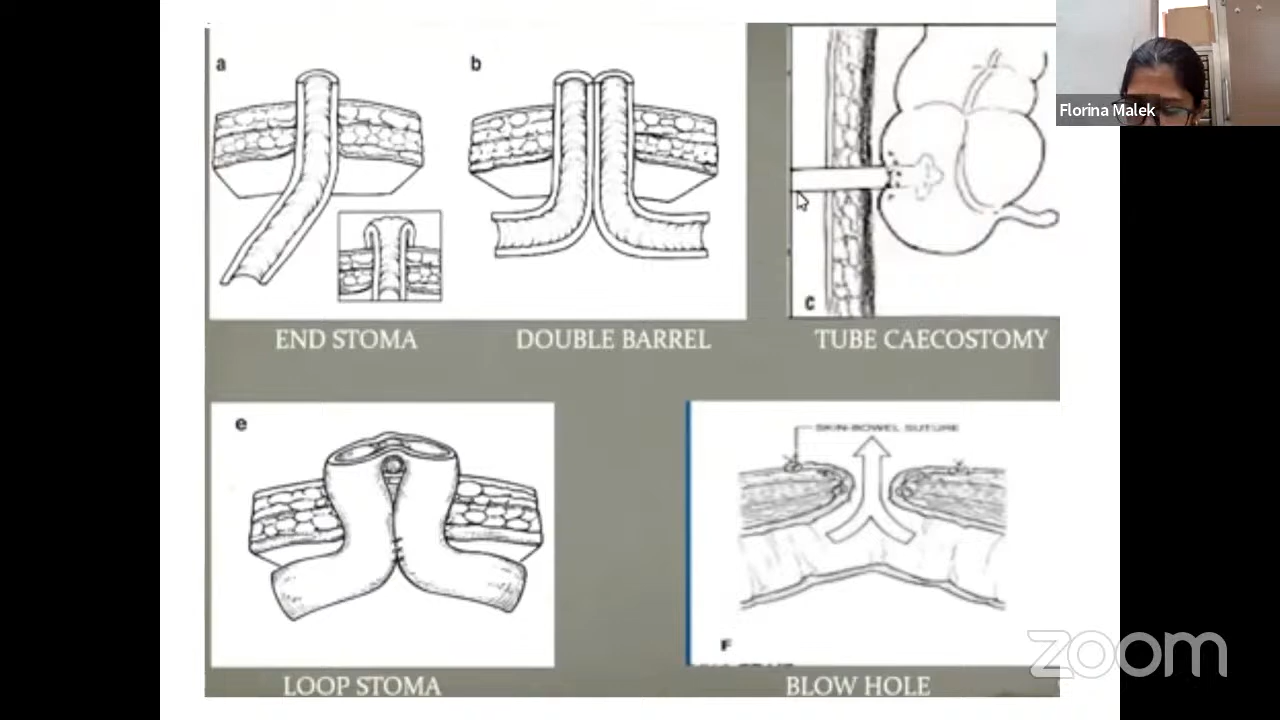 a
b
Florina Malek
C
END STOMA
DOUBLE BARREL
TUBE CAECOSTOMY
e
SKIN-BOWEL SUTURE
F
LOOP STOMA
BLOW HOLE
zoom